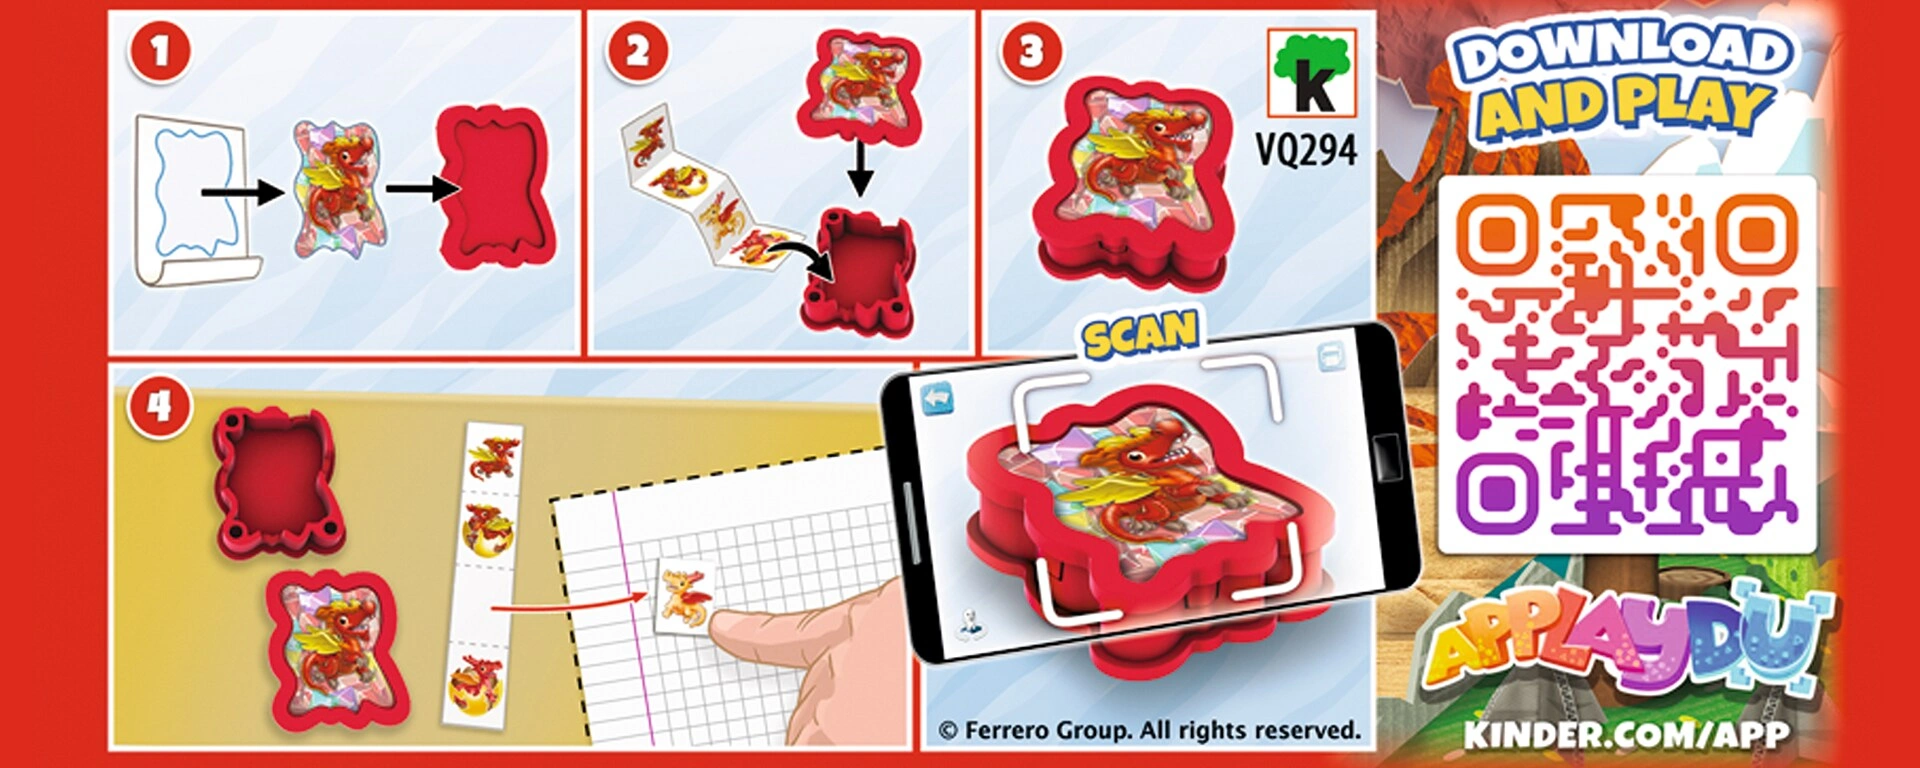 1
2
3
k
VQ294
DOWNLOAD
AND PLAY
4
SCAN
© Ferrero Group. All rights reserved.
APPLAYDU
KINDER.COM/APP